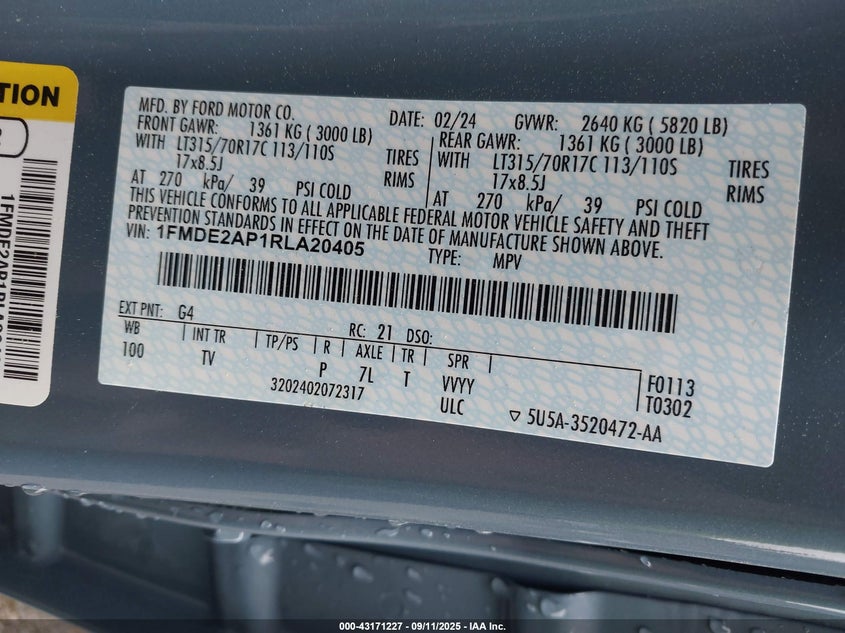 TION
MFD. BY FORD MOTOR CO.
DATE: 02/24 GVWR: 2640 KG ( 5820 LB)
FRONT GAWR: 1361 KG ( 3000 LB)
REAR GAWR: 1361 KG ( 3000 LB)
WITH LT315/70R17C 113/110S TIRES
WITH LT315/70R17C 113/110S TIRES
17x8.5J RIMS
17x8.5J RIMS
AT 270 kPa/ 39 PSI COLD
AT 270 kPa/ 39 PSI COLD
THIS VEHICLE CONFORMS TO ALL APPLICABLE FEDERAL MOTOR VEHICLE SAFETY AND THEFT
PREVENTION STANDARDS IN EFFECT ON THE DATE OF MANUFACTURE SHOWN ABOVE.
VIN: 1FMDE2AP1RLA20405
TYPE: MPV
EXT PNT: G4
RC: 21 DSO:
WB | INT TR | TP/PS | R | AXLE | TR | SPR
100 TV P 7L T VVYY
F0113
T0302
3202402072317
ULC
▽ 5U5A-3520472-AA
000-43171227 - 09/11/2025 - IAA Inc.